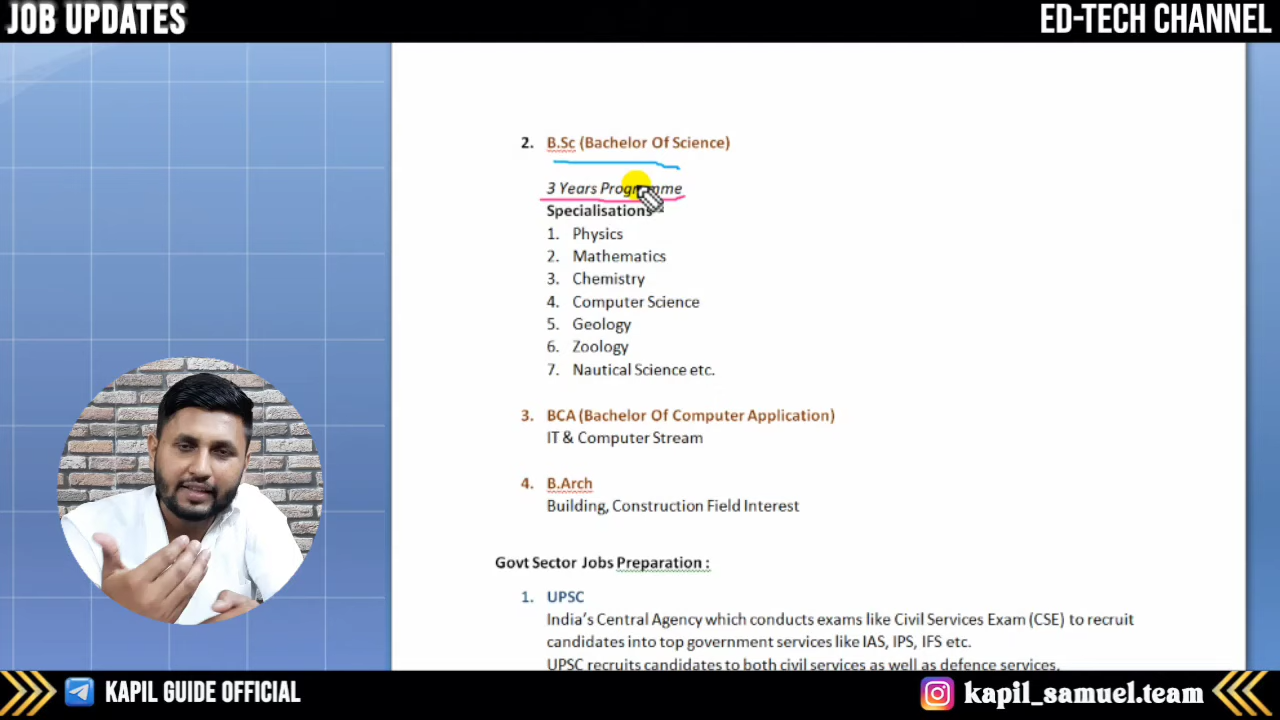 JOB UPDATES
ED-TECH CHANNEL
2. B.Sc (Bachelor Of Science)
3 Years Programme
Specialisations
1. Physics
2. Mathematics
3. Chemistry
4. Computer Science
5. Geology
6. Zoology
7. Nautical Science etc.
3. BCA (Bachelor Of Computer Application)
IT & Computer Stream
4. B.Arch
Building, Construction Field Interest
Govt Sector Jobs Preparation :
1. UPSC
India's Central Agency which conducts exams like Civil Services Exam (CSE) to recruit
candidates into top government services like IAS, IPS, IFS etc.
UPSC recruits candidates to both civil services as well as defence services.
KAPIL GUIDE OFFICIAL
kapil_samuel.team